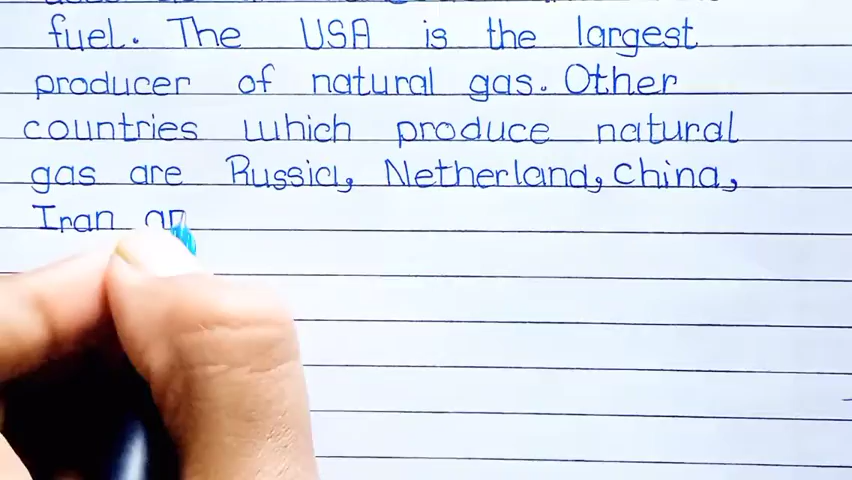 fuel. The USA is the largest
producer of natural gas. Other
countries which produce natural
gas are Russia, Netherland, China,
Iran an